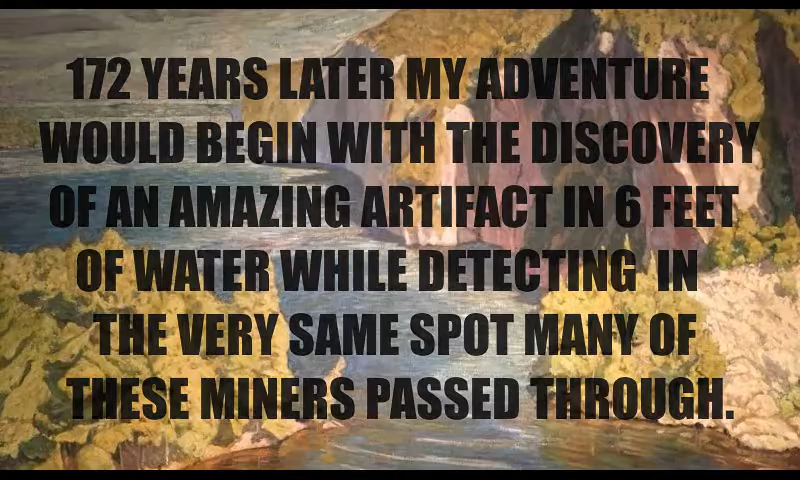 172 YEARS LATER MY ADVENTURE
WOULD BEGIN WITH THE DISCOVERY
OF AN AMAZING ARTIFACT IN 6 FEET
OF WATER WHILE DETECTING IN
THE VERY SAME SPOT MANY OF
THESE MINERS PASSED THROUGH.